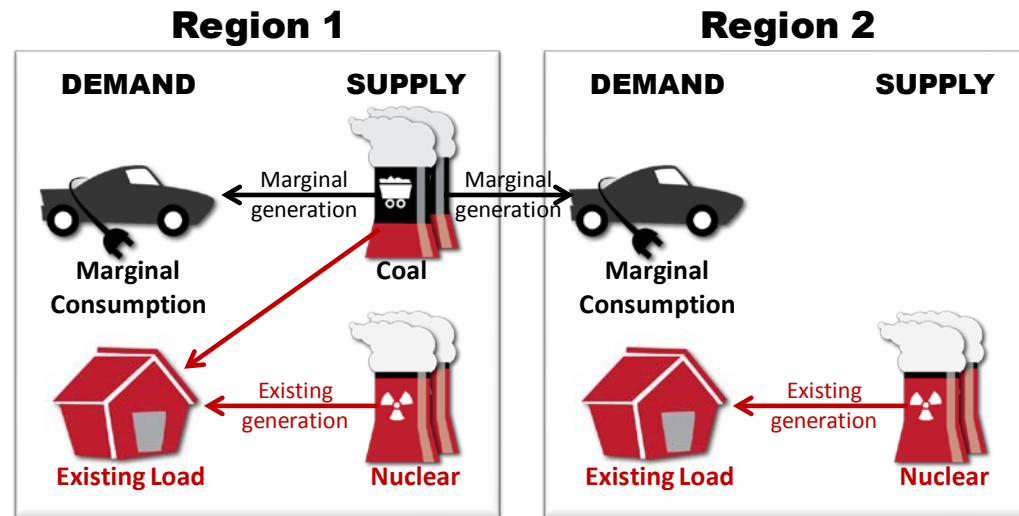 Region 1
Region 2
DEMAND
SUPPLY
DEMAND
SUPPLY
Marginal
generation
Marginal
generation
Marginal
Consumption
Coal
Marginal
Consumption
Existing
generation
Existing
generation
Existing Load
Nuclear
Existing Load
Nuclear